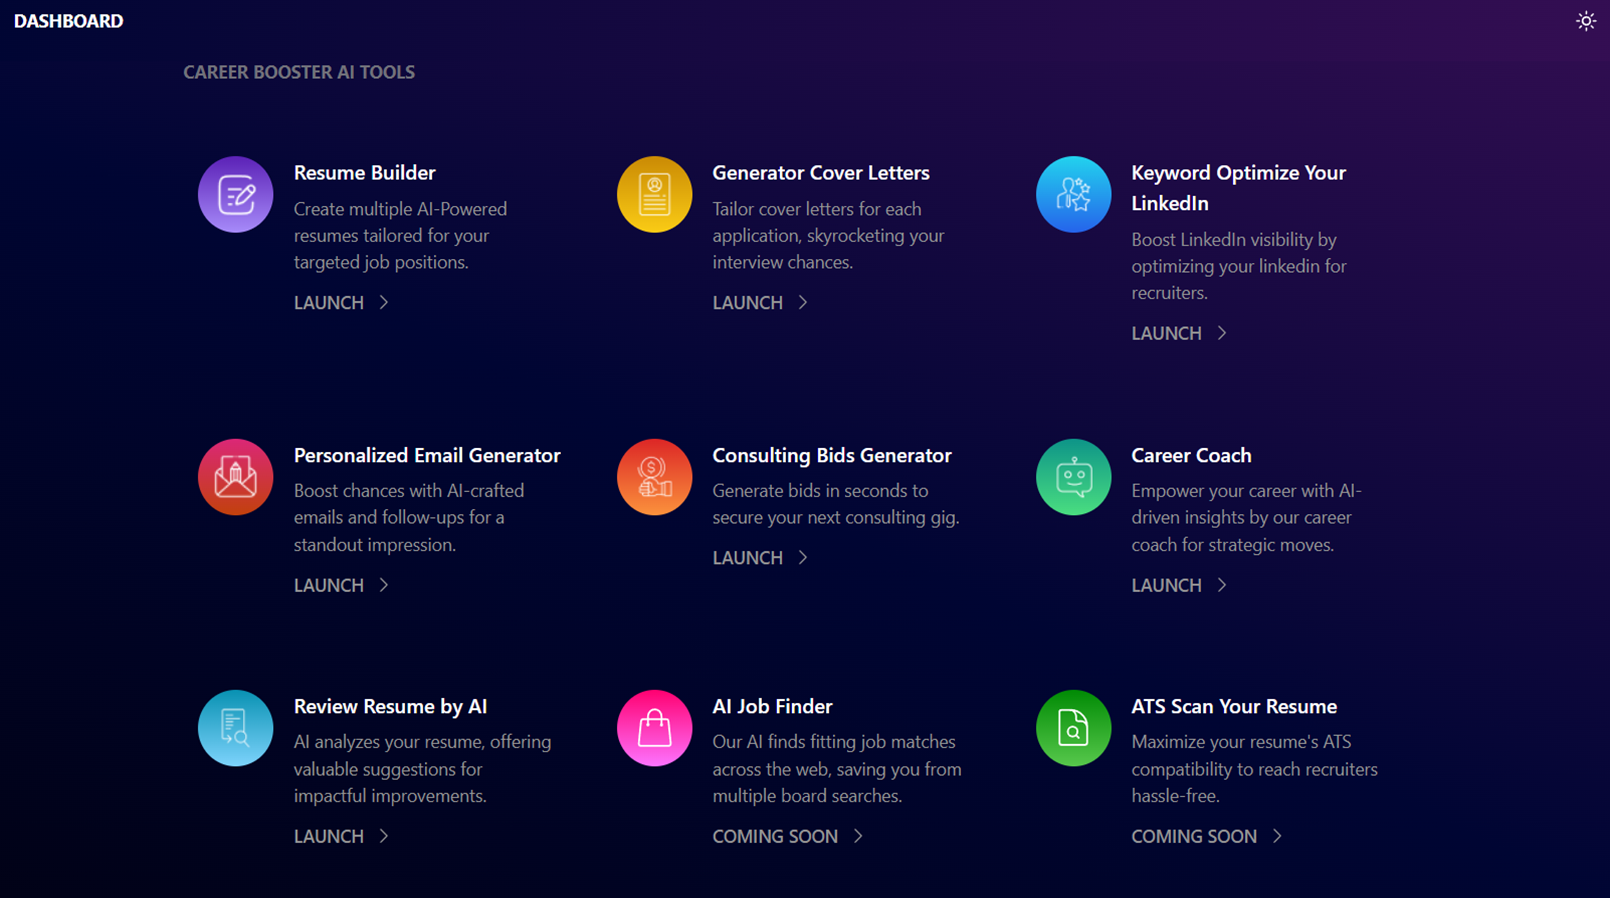 DASHBOARD
CAREER BOOSTER AI TOOLS
Resume Builder
Create multiple AI-Powered
resumes tailored for your
targeted job positions.
LAUNCH
Generator Cover Letters
Tailor cover letters for each
application, skyrocketing your
interview chances.
LAUNCH
Keyword Optimize Your
LinkedIn
Boost LinkedIn visibility by
optimizing your linkedin for
recruiters.
LAUNCH
Personalized Email Generator
Boost chances with AI-crafted
emails and follow-ups for a
standout impression.
LAUNCH
Consulting Bids Generator
Generate bids in seconds to
secure your next consulting gig.
LAUNCH
Career Coach
Empower your career with AI-
driven insights by our career
coach for strategic moves.
LAUNCH
Review Resume by AI
AI analyzes your resume, offering
valuable suggestions for
impactful improvements.
LAUNCH
AI Job Finder
Our AI finds fitting job matches
across the web, saving you from
multiple board searches.
COMING SOON
ATS Scan Your Resume
Maximize your resume's ATS
compatibility to reach recruiters
hassle-free.
COMING SOON